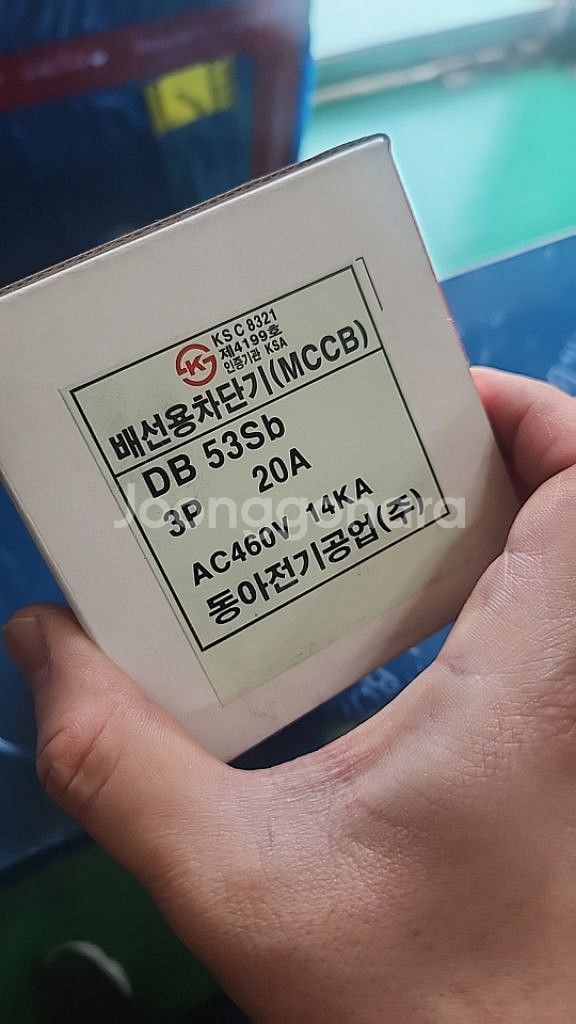 KS C 8321
제4199호
인증기관 KSA
배선용차단기(MCCB)
DB 53Sb
3P 20A
AC460V 14KA
동아전기공업(주)
Joonggonara